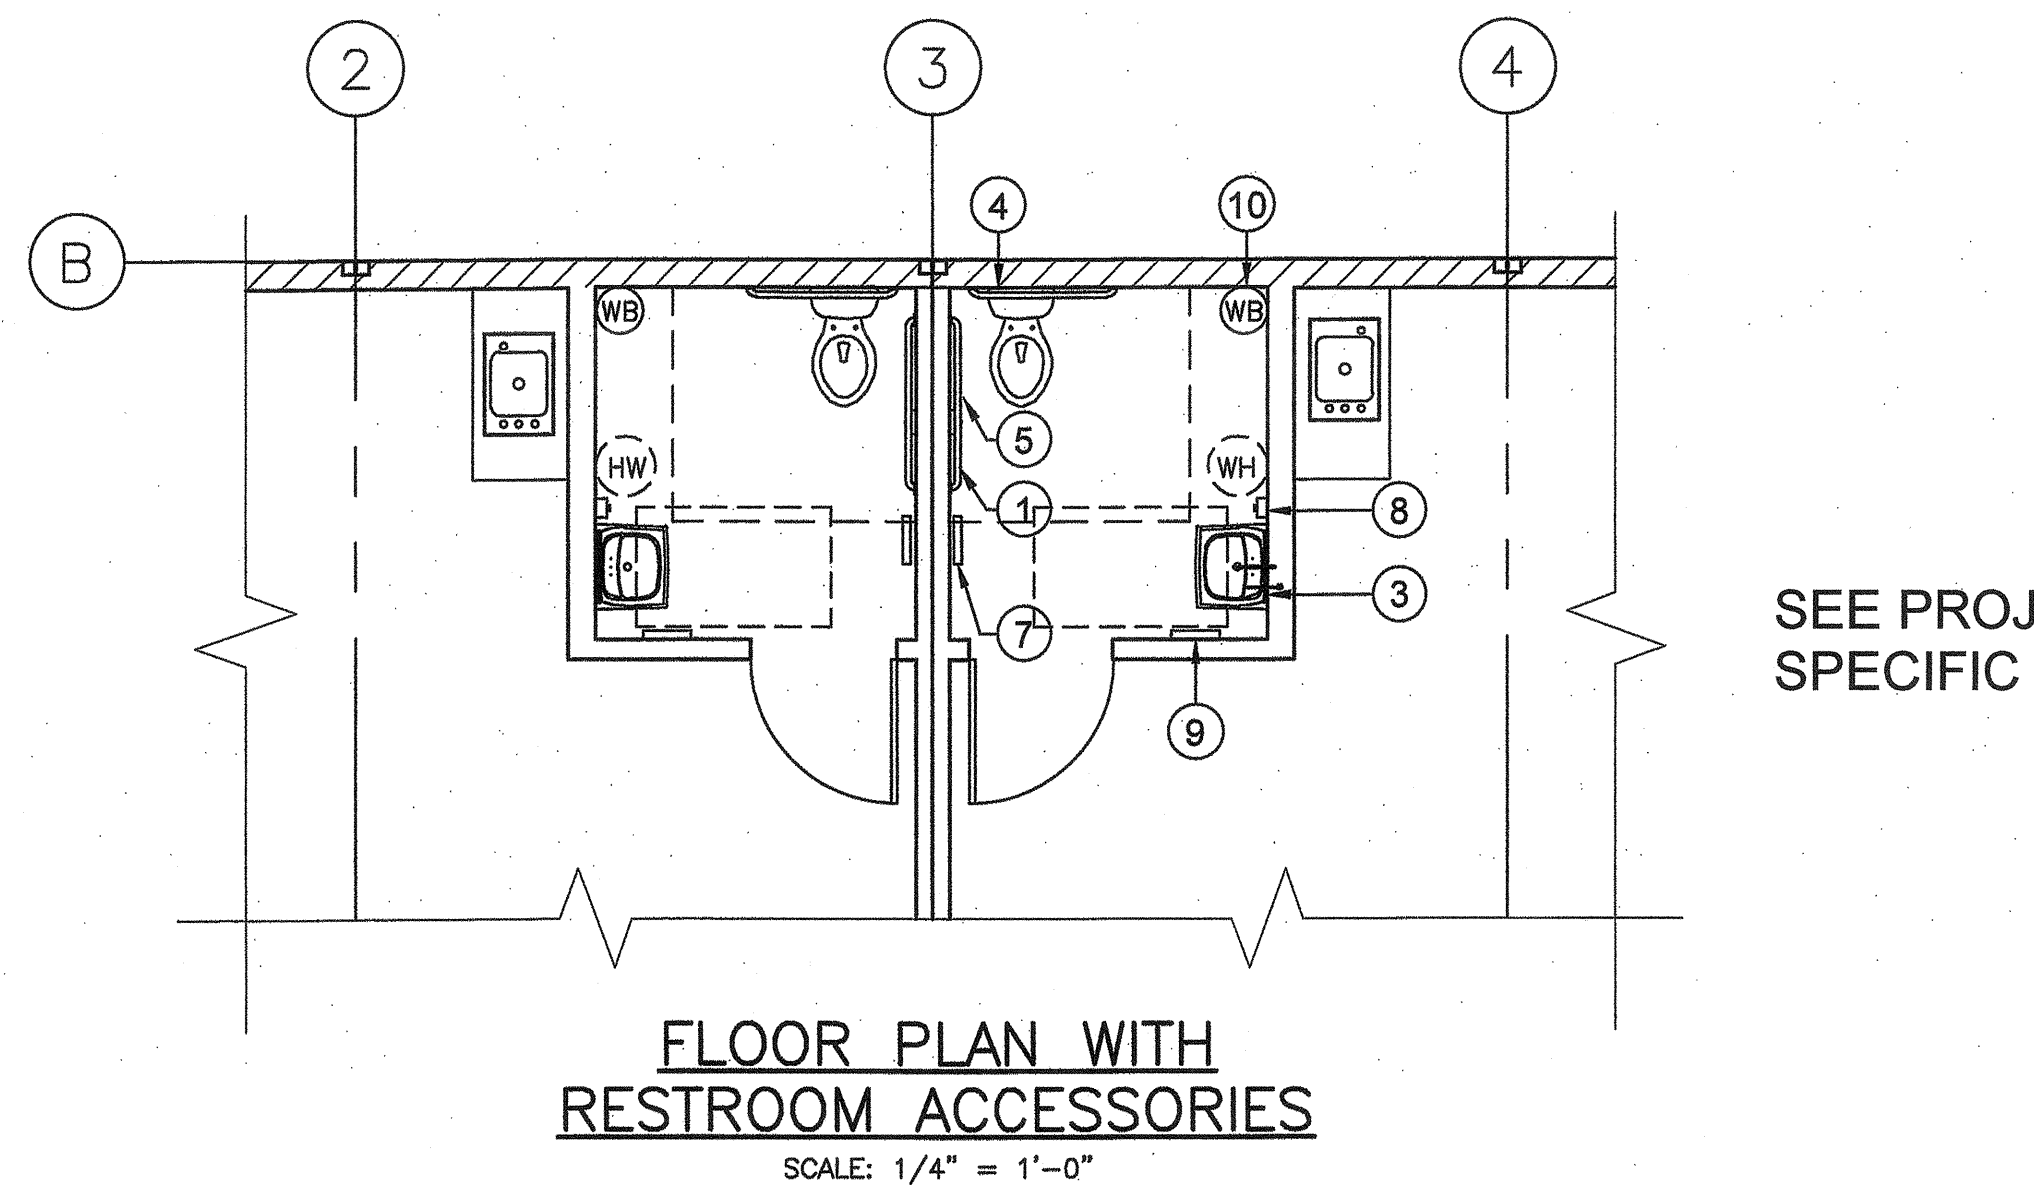 2
3
4
4
10
B
WB
WB
5
HW
WH
1
8
3
7
9
SEE PROJ
SPECIFIC
FLOOR PLAN WITH
RESTROOM ACCESSORIES
SCALE: 1/4" = 1'-0"